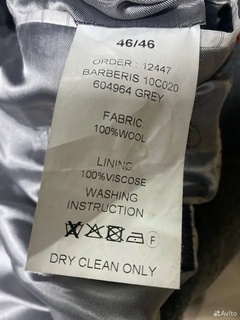 46/46
ORDER : 12447
BARBERIS 10C020
604964 GREY
FABRIC:
100%WOOL
LINING
100%VISCOSE
WASHING
INSTRUCTION
F
DRY CLEAN ONLY
Avito